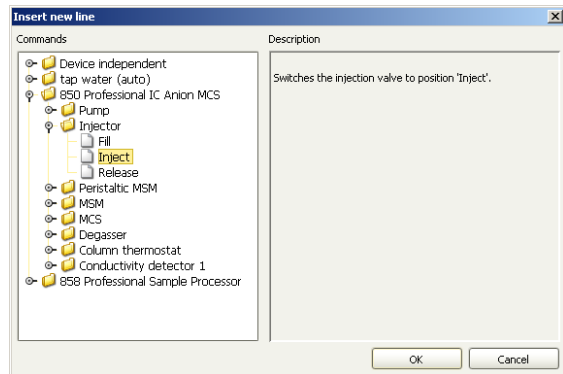 Insert new line
Commands
Description
Device independent
tap water (auto)
850 Professional IC Anion MCS
Pump
Injector
Fill
Inject
Release
Peristaltic MSM
MSM
MCS
Degasser
Column thermostat
Conductivity detector 1
858 Professional Sample Processor
Switches the injection valve to position 'Inject'.
OK
Cancel